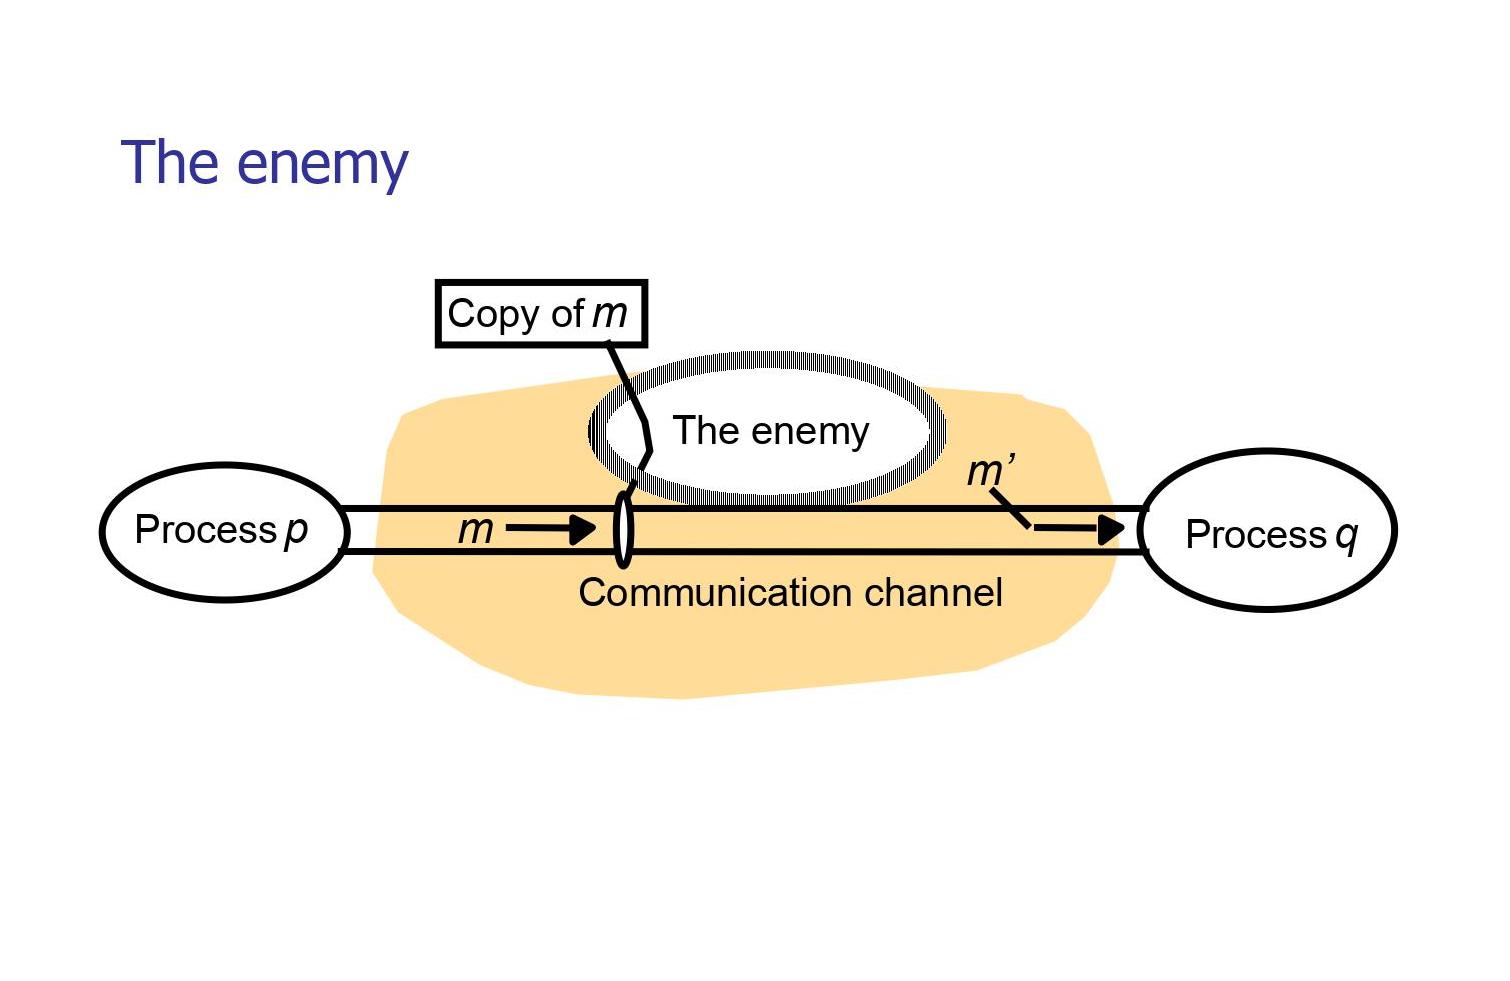 The enemy
Copy of m
The enemy
m’
Process p
m
Process q
Communication channel